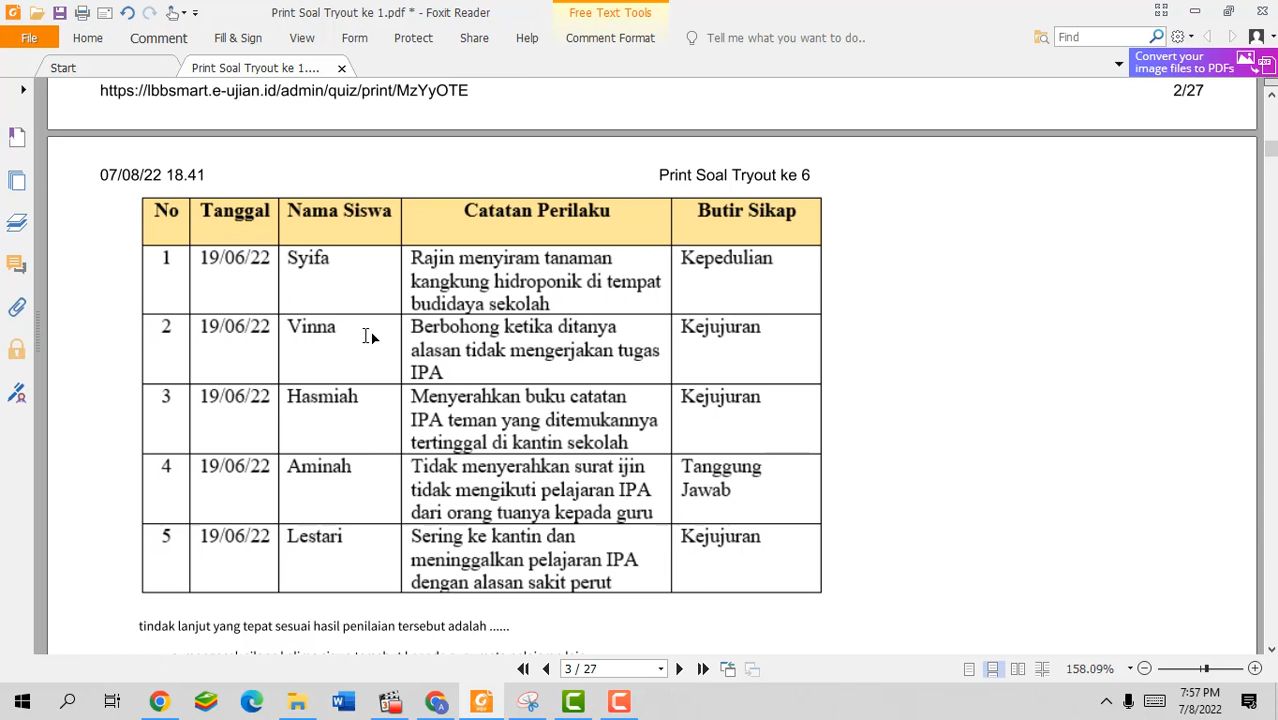 Print Soal Tryout ke 1.pdf * - Foxit Reader
Free Text Tools
File Home Comment Fill & Sign View Form Protect Share Help Comment Format Tell me what you want to do.. Find
Start Print Soal Tryout ke 1.... Convert your
image files to PDFs
https://lbbsmart.e-ujian.id/admin/quiz/print/MzYyOTE 2/27
07/08/22 18.41 Print Soal Tryout ke 6
No Tanggal Nama Siswa Catatan Perilaku Butir Sikap
1 19/06/22 Syifa Rajin menyiram tanaman Kepedulian
kangkung hidroponik di tempat
budidaya sekolah
2 19/06/22 Vinna Berbohong ketika ditanya Kejujuran
alasan tidak mengerjakan tugas
IPA
3 19/06/22 Hasmiah Menyerahkan buku catatan Kejujuran
IPA teman yang ditemukannya
tertinggal di kantin sekolah
4 19/06/22 Aminah Tidak menyerahkan surat ijin Tanggung
tidak mengikuti pelajaran IPA Jawab
dari orang tuanya kepada guru
5 19/06/22 Lestari Sering ke kantin dan Kejujuran
meninggalkan pelajaran IPA
dengan alasan sakit perut
tindak lanjut yang tepat sesuai hasil penilaian tersebut adalah ......
3 / 27 158.09%
7:57 PM
7/8/2022